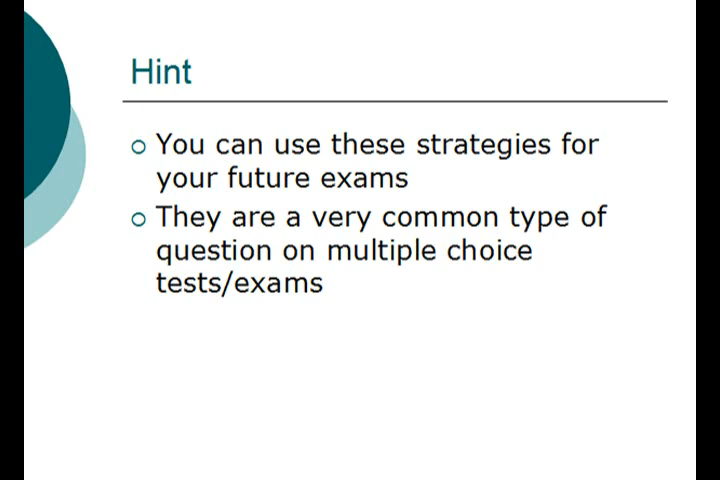 Hint
You can use these strategies for
your future exams
They are a very common type of
question on multiple choice
tests/exams